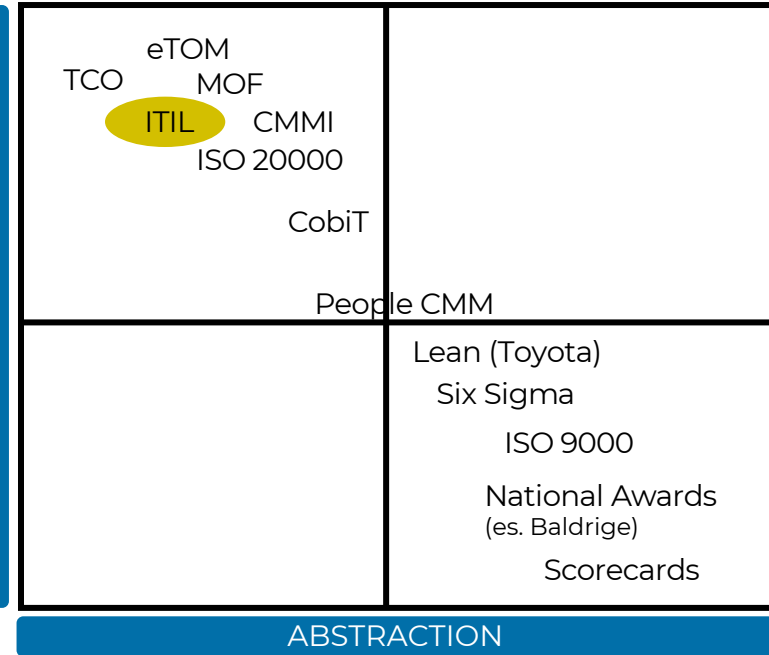 eTOM
TCO
MOF
ITIL
CMMI
ISO 20000
CobiT
People CMM
Lean (Toyota)
Six Sigma
ISO 9000
National Awards
(es. Baldrige)
Scorecards
ABSTRACTION